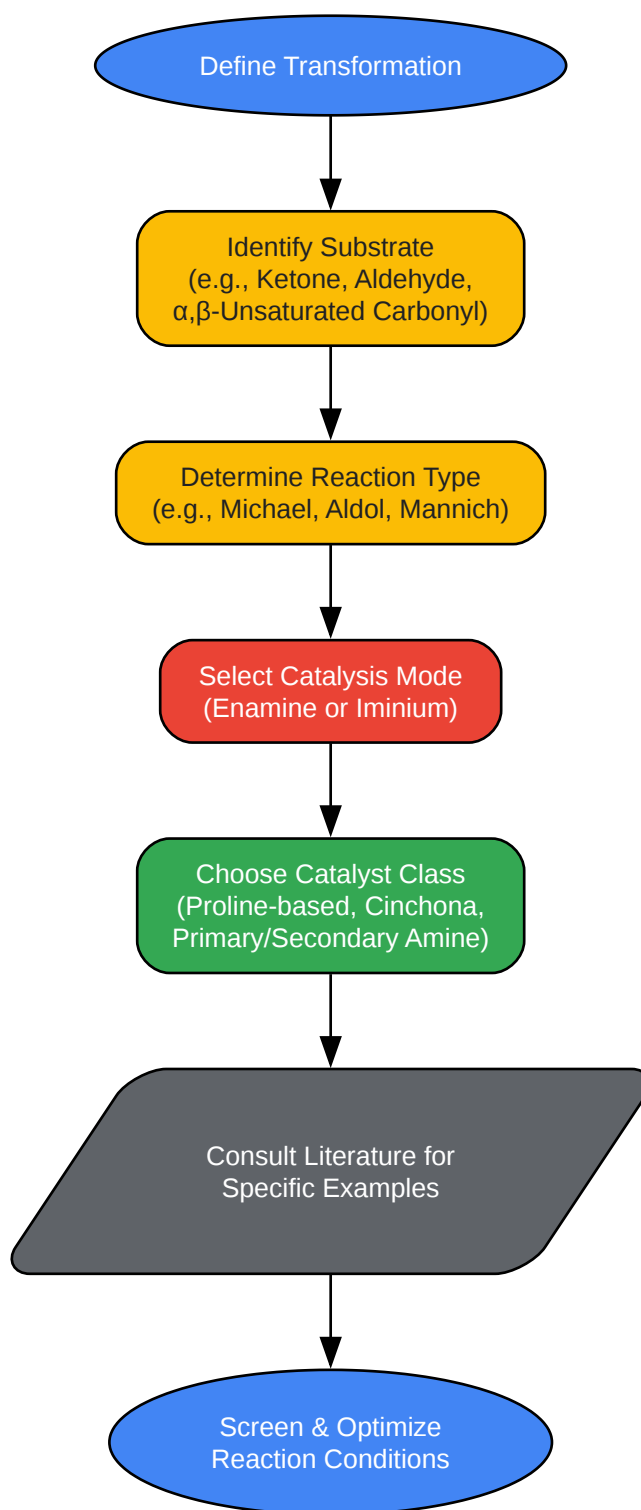 Define Transformation
Identify Substrate
(e.g., Ketone, Aldehyde,
α,β-Unsaturated Carbonyl)
Determine Reaction Type
(e.g., Michael, Aldol, Mannich)
Select Catalysis Mode
(Enamine or Iminium)
Choose Catalyst Class
(Proline-based, Cinchona,
Primary/Secondary Amine)
Consult Literature for
Specific Examples
Screen & Optimize
Reaction Conditions